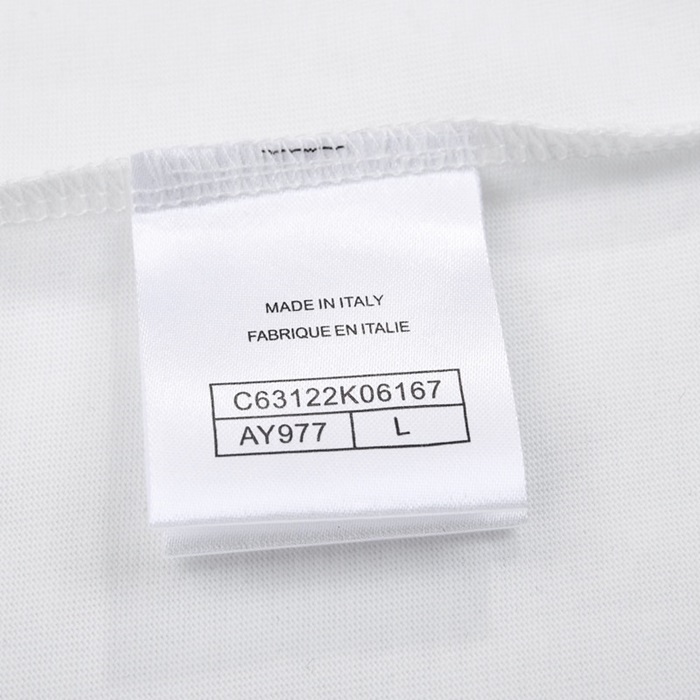 MADE IN ITALY
FABRIQUE EN ITALIE
C63122K06167
AY977 L